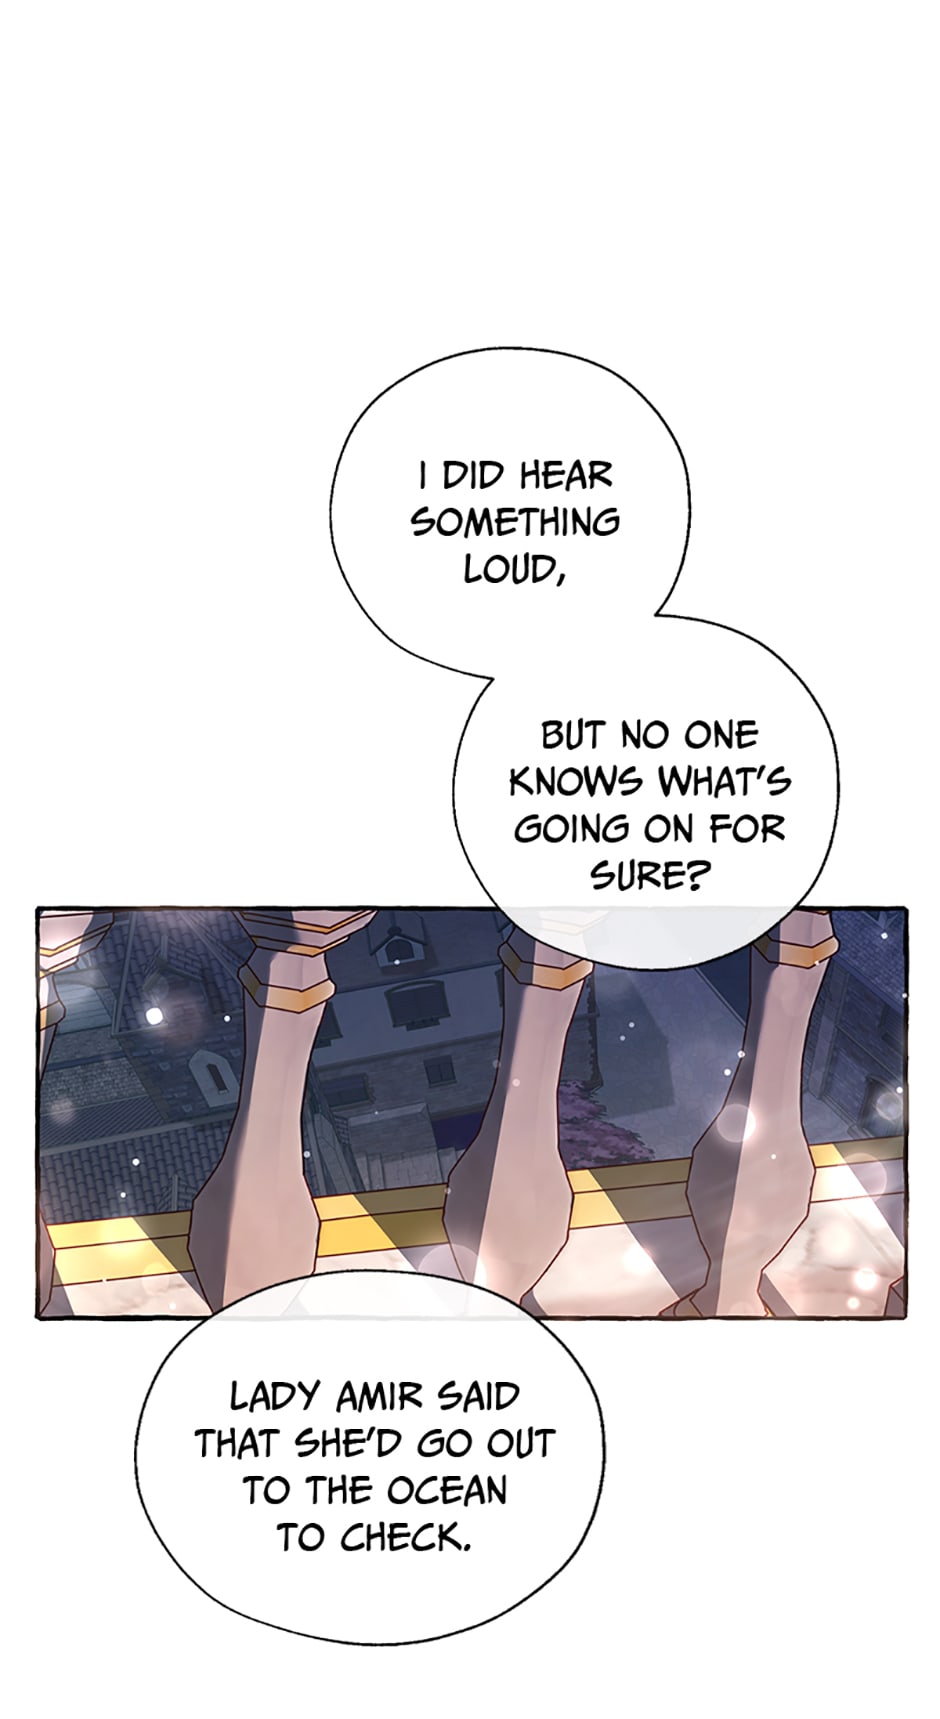 I DID HEAR
SOMETHING
LOUD,
BUT NO ONE
KNOWS WHAT'S
GOING ON FOR
SURE?
LADY AMIR SAID
THAT SHE'D GO OUT
TO THE OCEAN
TO CHECK.